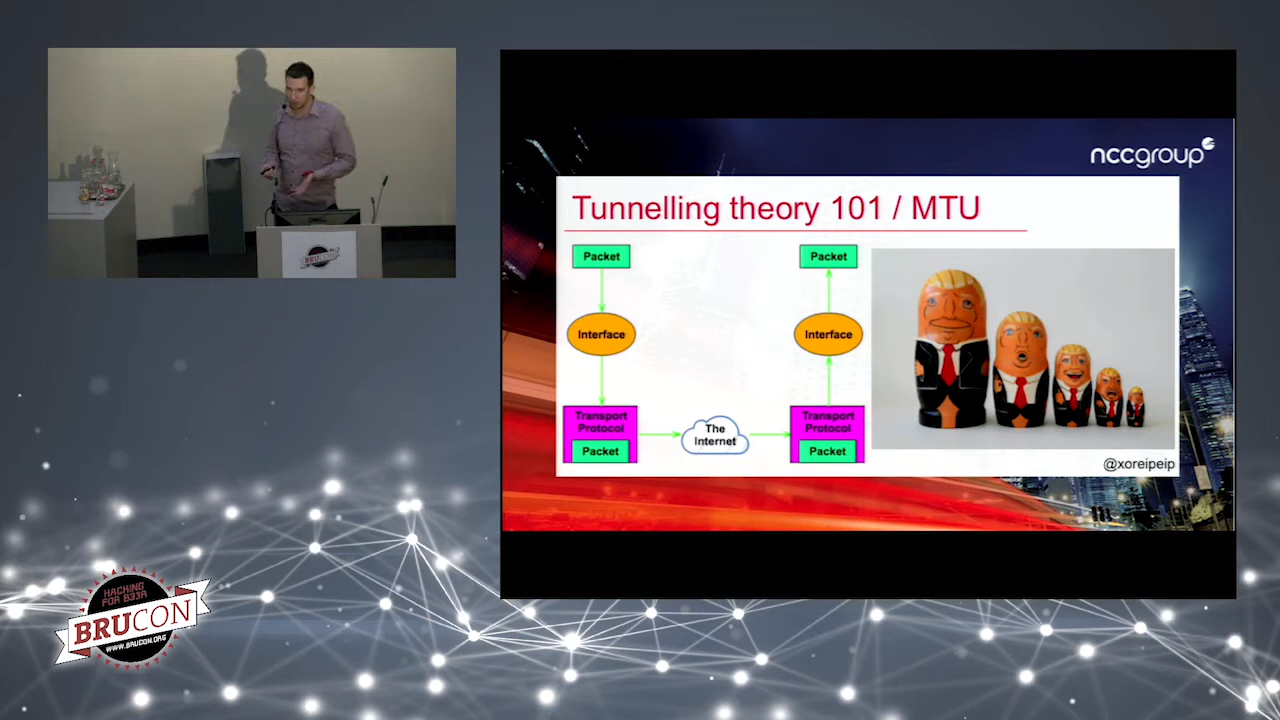 nccgroup
Tunnelling theory 101 / MTU
Packet
Packet
Interface
Interface
Transport
Protocol
Packet
The
Internet
Transport
Protocol
Packet
@xoreipeip
BRUCON
HACKING
FOR B33R
BRUCON
WWW.BRUCON.ORG